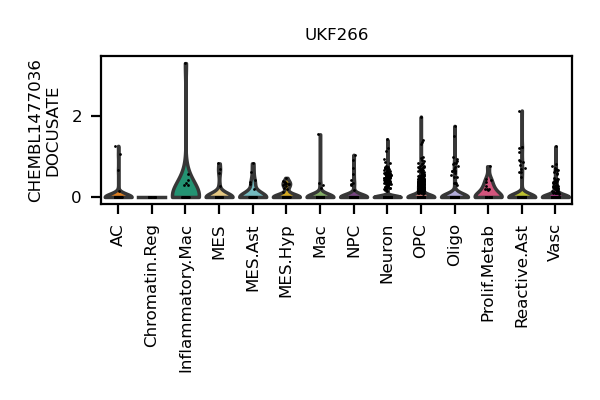 UKF266
CHEMBL1477036
DOCUSATE
2
0
AC
Chromatin.Reg
Inflammatory.Mac
MES
MES.Ast
MES.Hyp
Mac
NPC
Neuron
OPC
Oligo
Prolif.Metab
Reactive.Ast
Vasc